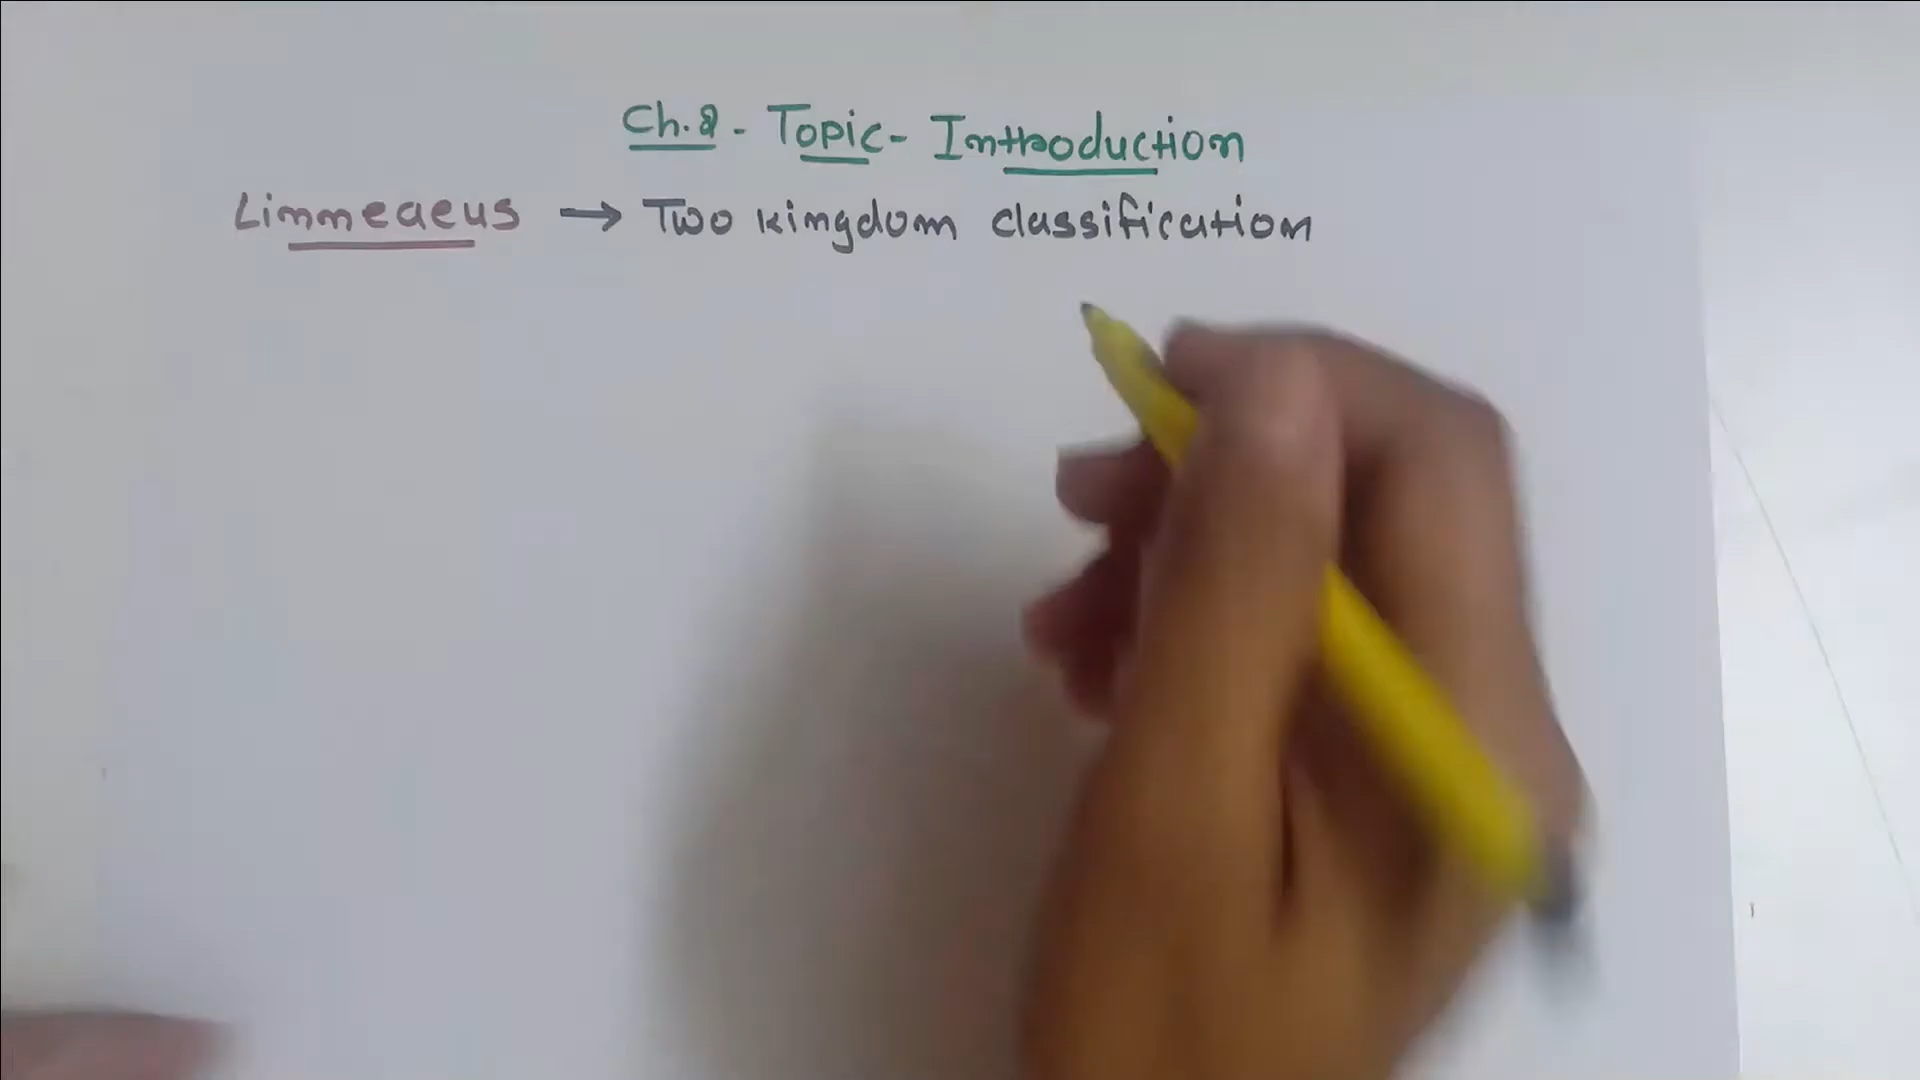 Ch.2 - Topic - Introduction
Linneaeus → Two kingdom classification